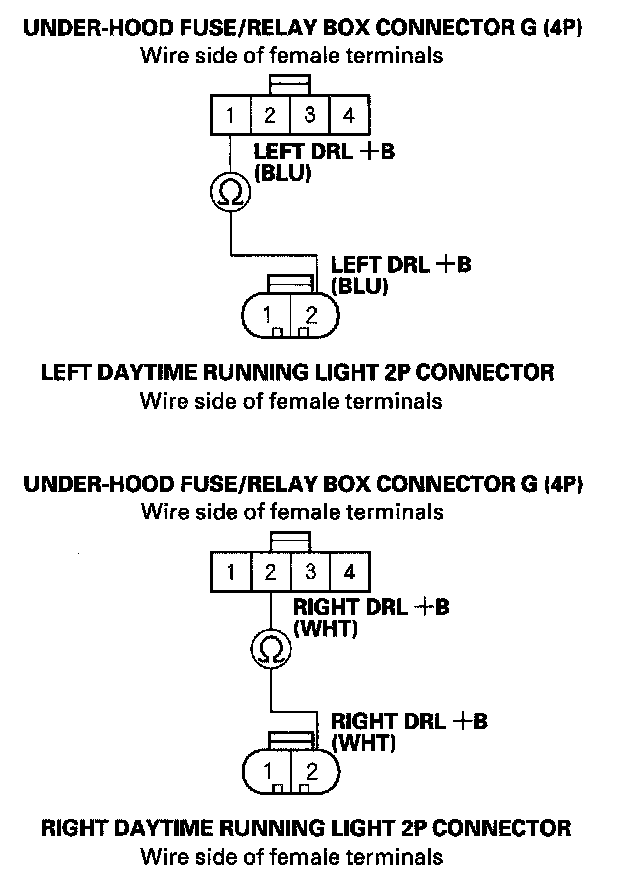 UNDER-HOOD FUSE/RELAY BOX CONNECTOR G (4P)
Wire side of female terminals
1 2 3 4
LEFT DRL +B
(BLU)
Ω
LEFT DRL +B
(BLU)
1 2
LEFT DAYTIME RUNNING LIGHT 2P CONNECTOR
Wire side of female terminals
UNDER-HOOD FUSE/RELAY BOX CONNECTOR G (4P)
Wire side of female terminals
1 2 3 4
RIGHT DRL +B
(WHT)
Ω
RIGHT DRL +B
(WHT)
1 2
RIGHT DAYTIME RUNNING LIGHT 2P CONNECTOR
Wire side of female terminals